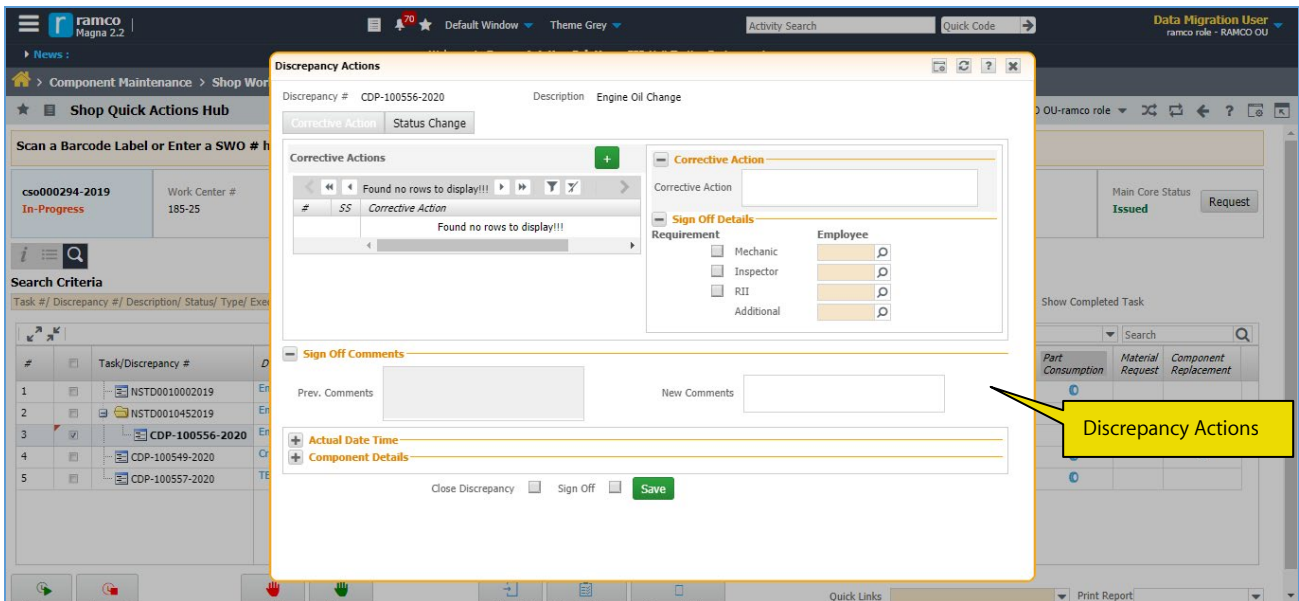 ramco
Magna 2.2
70
Default Window
Theme Grey
Activity Search
Quick Code
Data Migration User
ramco role - RAMCO OU
News :
> Component Maintenance > Shop Wor
Shop Quick Actions Hub
OU-ramco role
?
Scan a Barcode Label or Enter a SWO # h
cso000294-2019
In-Progress
Work Center #
185-25
Main Core Status
Issued
Request
Search Criteria
Task #/ Discrepancy #/ Description/ Status/ Type/ Exe
Show Completed Task
Search
#
Task/Discrepancy #
D
Part Consumption
Material Request
Component Replacement
1
NSTD0010002019
En
2
NSTD0010452019
En
3
CDP-100556-2020
En
4
CDP-100549-2020
Cr
5
CDP-100557-2020
TE
Quick Links
Print Report
Discrepancy Actions
?
Discrepancy # CDP-100556-2020
Description Engine Oil Change
Corrective Action
Status Change
Corrective Actions
+
Found no rows to display!!!
# SS Corrective Action
Found no rows to display!!!
Corrective Action
Corrective Action
Sign Off Details
Requirement Employee
Mechanic
Inspector
RII
Additional
Sign Off Comments
Prev. Comments
New Comments
Actual Date Time
Component Details
Close Discrepancy
Sign Off
Save
Discrepancy Actions